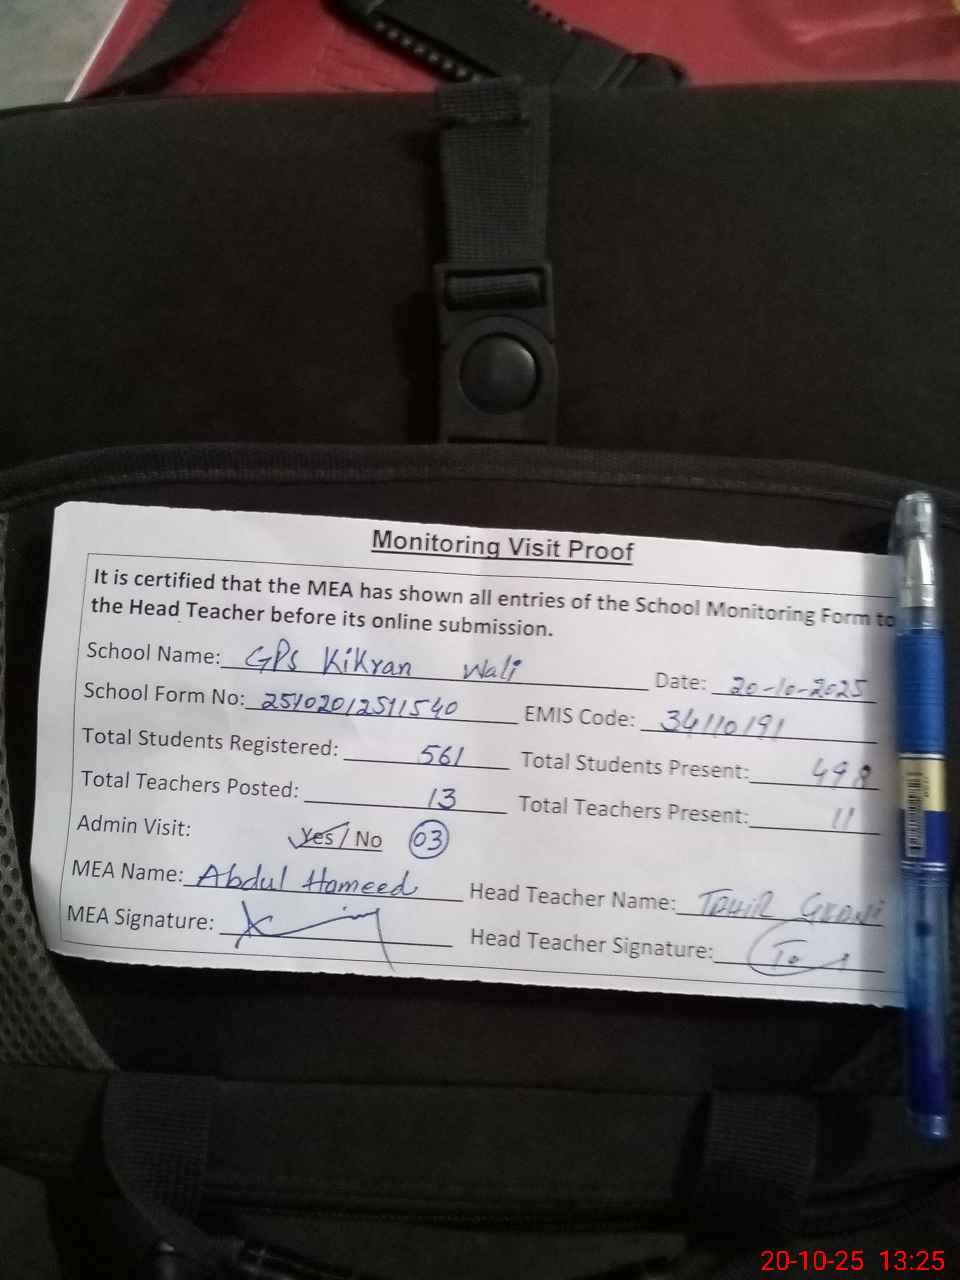 Monitoring Visit Proof
It is certified that the MEA has shown all entries of the School Monitoring Form to
the Head Teacher before its online submission.
School Name: GPS Kikran Wali Date: 20-10-2025
School Form No: 25102012511540 EMIS Code: 34110191
Total Students Registered: 561 Total Students Present: 498
Total Teachers Posted: 13 Total Teachers Present: 11
Admin Visit: Yes / No 03
MEA Name: Abdul Hameed Head Teacher Name: TAHIR
MEA Signature: Head Teacher Signature:
20-10-25 13:25